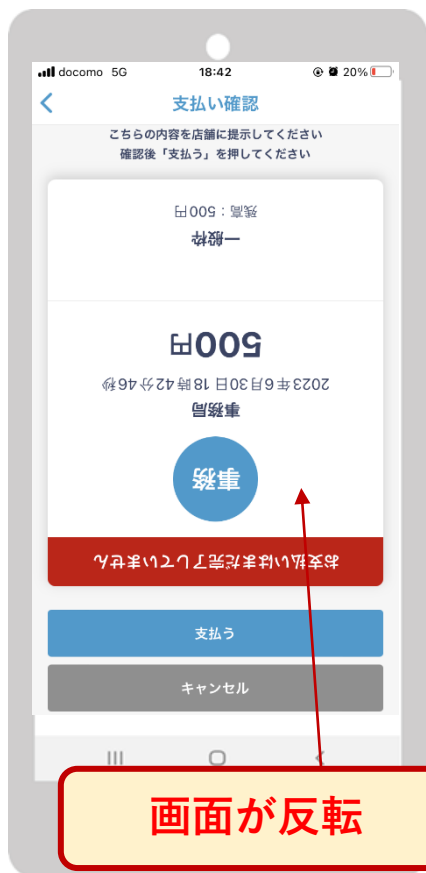 docomo 5G 18:42 20%
支払い確認
こちらの内容を店舗に提示してください
確認後「支払う」を押してください
お支払いはまだ完了していません
事務
事務局
2023年6月30日 18時42分46秒
500円
一般枠
残高：500円
支払う
キャンセル
画面が反転